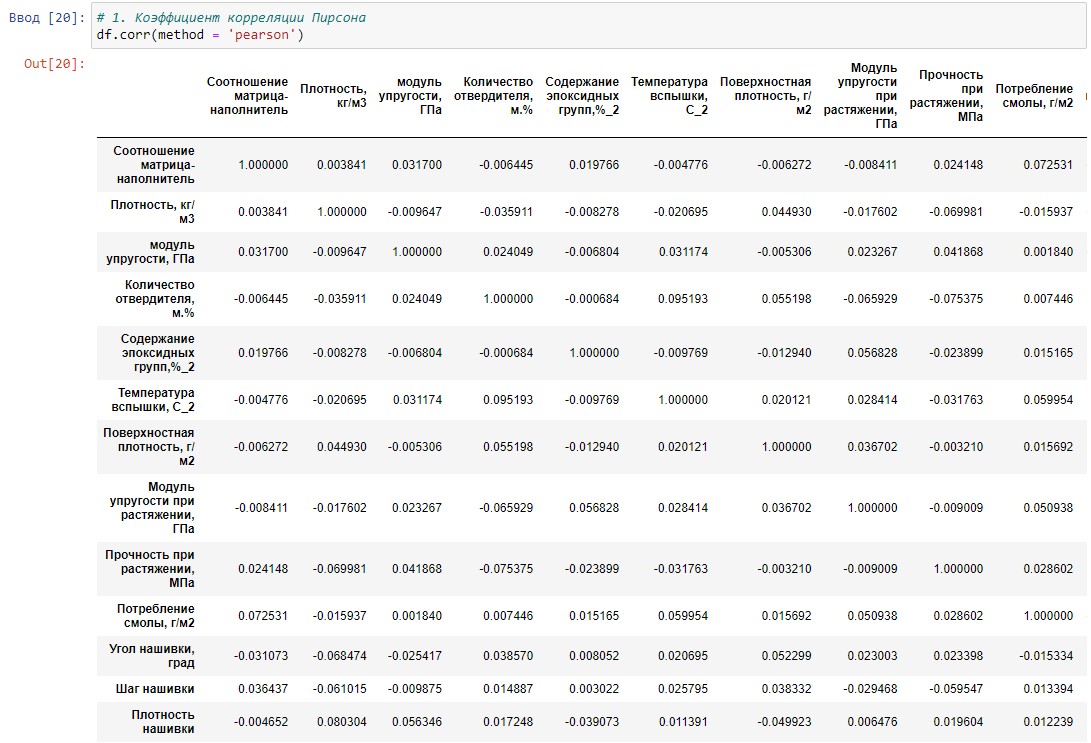 Ввод [20]: # 1. Коэффициент корреляции Пирсона
df.corr(method = 'pearson')
Out[20]:
Соотношение матрица-наполнитель
Плотность, кг/м3
модуль упругости, ГПа
Количество отвердителя, м.%
Содержание эпоксидных групп,%_2
Температура вспышки, С_2
Поверхностная плотность, г/м2
Модуль упругости при растяжении, ГПа
Прочность при растяжении, МПа
Потребление смолы, г/м2
Соотношение матрица-наполнитель 1.000000 0.003841 0.031700 -0.006445 0.019766 -0.004776 -0.006272 -0.008411 0.024148 0.072531
Плотность, кг/м3 0.003841 1.000000 -0.009647 -0.035911 -0.008278 -0.020695 0.044930 -0.017602 -0.069981 -0.015937
модуль упругости, ГПа 0.031700 -0.009647 1.000000 0.024049 -0.006804 0.031174 -0.005306 0.023267 0.041868 0.001840
Количество отвердителя, м.% -0.006445 -0.035911 0.024049 1.000000 -0.000684 0.095193 0.055198 -0.065929 -0.075375 0.007446
Содержание эпоксидных групп,%_2 0.019766 -0.008278 -0.006804 -0.000684 1.000000 -0.009769 -0.012940 0.056828 -0.023899 0.015165
Температура вспышки, С_2 -0.004776 -0.020695 0.031174 0.095193 -0.009769 1.000000 0.020121 0.028414 -0.031763 0.059954
Поверхностная плотность, г/м2 -0.006272 0.044930 -0.005306 0.055198 -0.012940 0.020121 1.000000 0.036702 -0.003210 0.015692
Модуль упругости при растяжении, ГПа -0.008411 -0.017602 0.023267 -0.065929 0.056828 0.028414 0.036702 1.000000 -0.009009 0.050938
Прочность при растяжении, МПа 0.024148 -0.069981 0.041868 -0.075375 -0.023899 -0.031763 -0.003210 -0.009009 1.000000 0.028602
Потребление смолы, г/м2 0.072531 -0.015937 0.001840 0.007446 0.015165 0.059954 0.015692 0.050938 0.028602 1.000000
Угол нашивки, град -0.031073 -0.068474 -0.025417 0.038570 0.008052 0.020695 0.052299 0.023003 0.023398 -0.015334
Шаг нашивки 0.036437 -0.061015 -0.009875 0.014887 0.003022 0.025795 0.038332 -0.029468 -0.059547 0.013394
Плотность нашивки -0.004652 0.080304 0.056346 0.017248 -0.039073 0.011391 -0.049923 0.006476 0.019604 0.012239